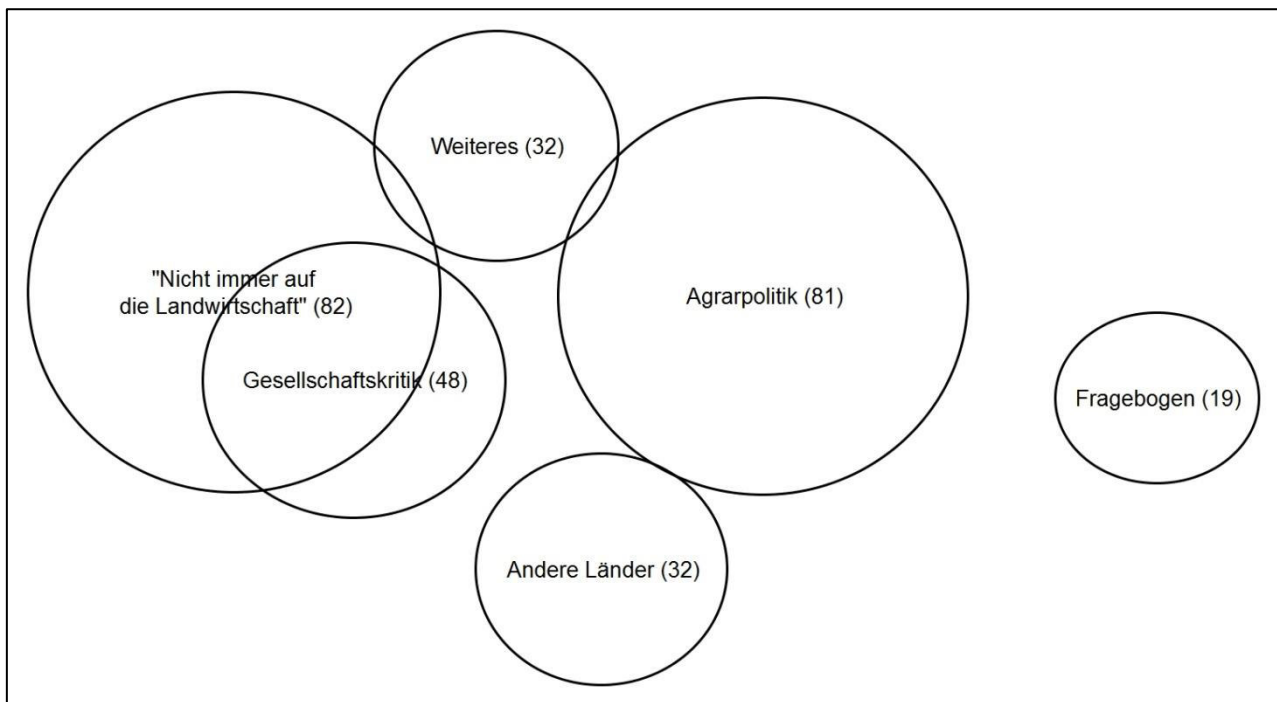 Weiteres (32)
"Nicht immer auf
die Landwirtschaft" (82)
Agrarpolitik (81)
Gesellschaftskritik (48)
Fragebogen (19)
Andere Länder (32)